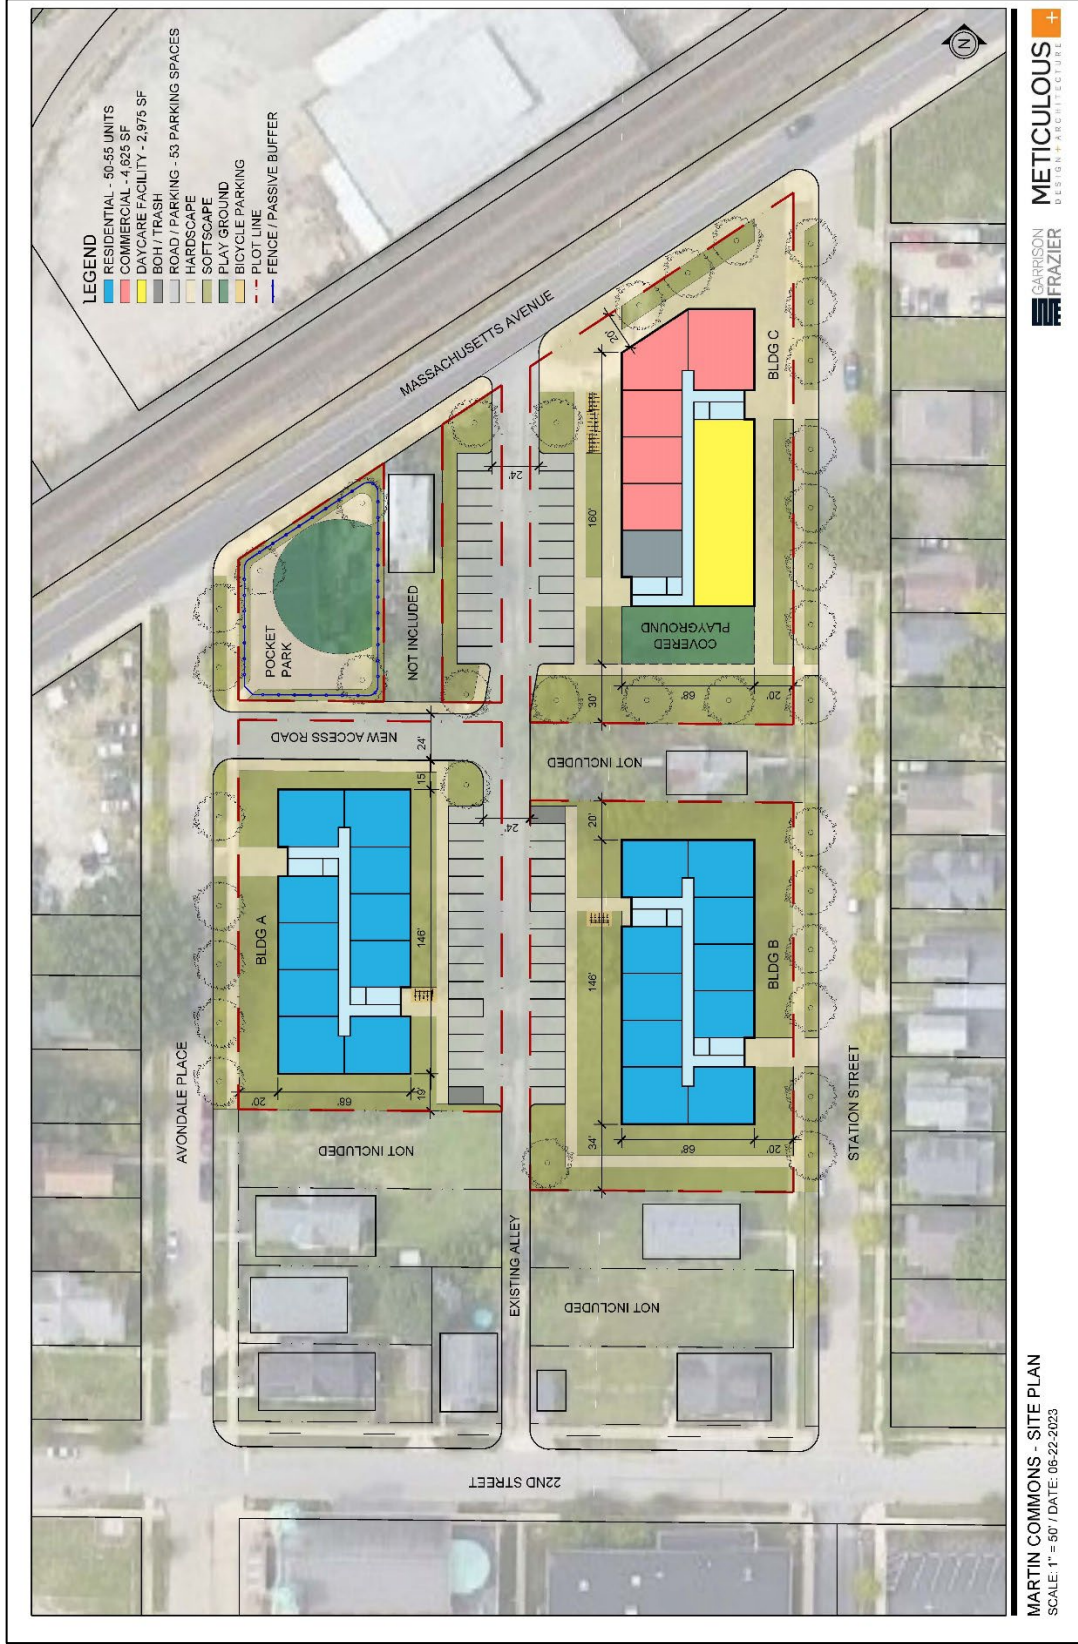 LEGEND
RESIDENTIAL - 50-55 UNITS
COMMERCIAL - 4,625 SF
DAYCARE FACILITY - 2,975 SF
BOH / TRASH
ROAD / PARKING - 53 PARKING SPACES
HARDSCAPE
SOFTSCAPE
PLAY GROUND
BICYCLE PARKING
PLOT LINE
FENCE / PASSIVE BUFFER
N
MASSACHUSETTS AVENUE
AVONDALE PLACE
POCKET
PARK
NOT INCLUDED
NEW ACCESS ROAD
24'
15'
BLDG A
146'
20'
68'
19'
NOT INCLUDED
24'
24'
EXISTING ALLEY
20'
160'
COVERED
PLAYGROUND
BLDG C
30'
68'
20'
NOT INCLUDED
20'
146'
BLDG B
34'
68'
20'
NOT INCLUDED
STATION STREET
22ND STREET
MARTIN COMMONS - SITE PLAN
SCALE: 1" = 50' / DATE: 06-22-2023
GARRISON
FRAZIER
METICULOUS +
DESIGN + ARCHITECTURE